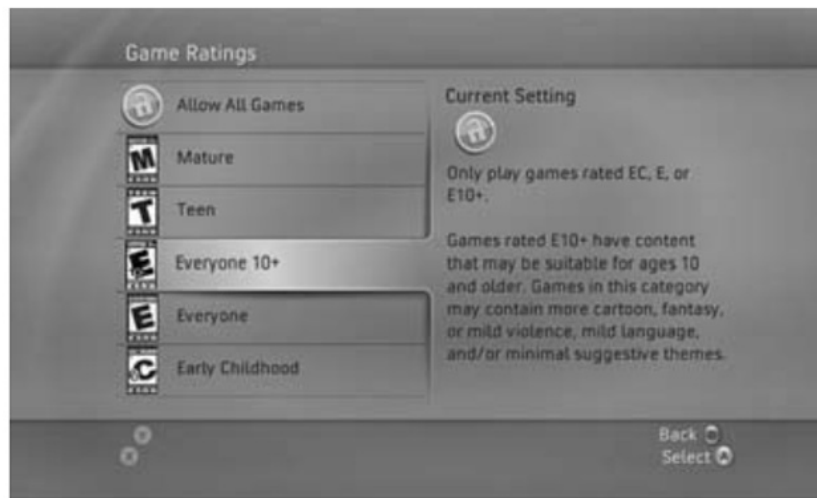 Game Ratings
Allow All Games
M Mature
T Teen
E Everyone 10+
E Everyone
C Early Childhood
Current Setting
Only play games rated EC, E, or
E10+.
Games rated E10+ have content
that may be suitable for ages 10
and older. Games in this category
may contain more cartoon, fantasy,
or mild violence, mild language,
and/or minimal suggestive themes.
Back
Select A